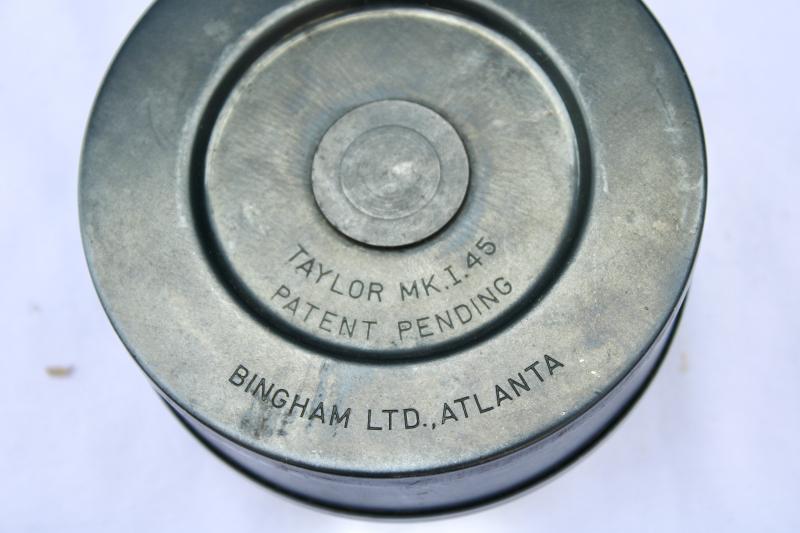 TAYLOR MK.I.45
PATENT PENDING
BINGHAM LTD., ATLANTA